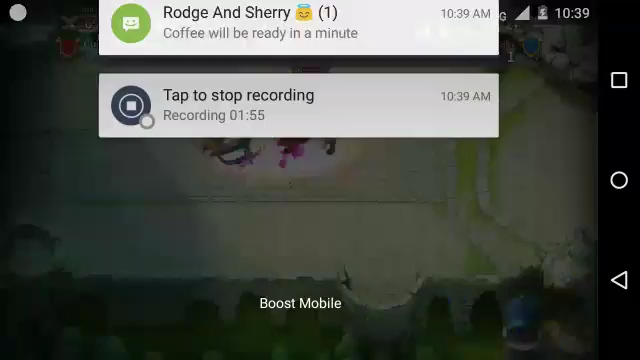 Rodge And Sherry 😇 (1)
10:39 AM
Coffee will be ready in a minute
G
10:39
1
Tap to stop recording
10:39 AM
Recording 01:55
Boost Mobile